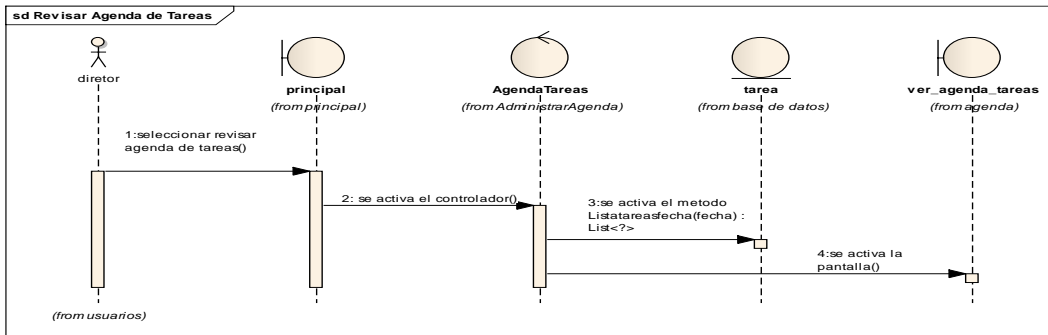 sd Revisar Agenda de Tareas
diretor
principal
(from principal)
AgendaTareas
(from AdministrarAgenda)
tarea
(from base de datos)
ver_agenda_tareas
(from agenda)
1:seleccionar revisar
agenda de tareas()
2: se activa el controlador()
3:se activa el metodo
Listatareasfecha(fecha) :
List<?>
4:se activa la
pantalla()
(from usuarios)